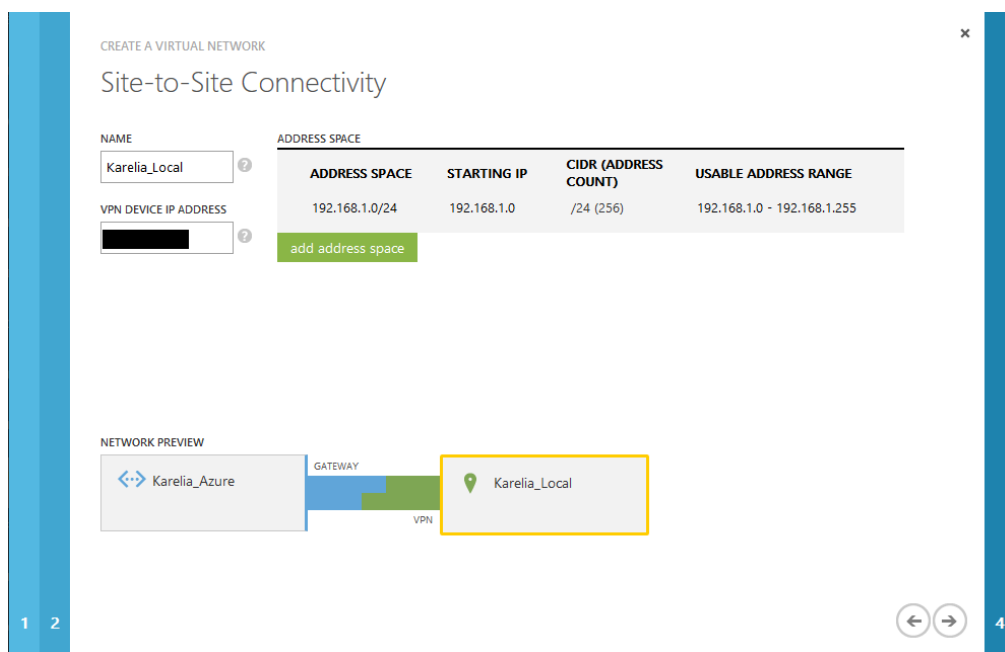 CREATE A VIRTUAL NETWORK
×
Site-to-Site Connectivity
NAME
Karelia_Local
?
VPN DEVICE IP ADDRESS
?
ADDRESS SPACE
ADDRESS SPACE STARTING IP CIDR (ADDRESS COUNT) USABLE ADDRESS RANGE
192.168.1.0/24 192.168.1.0 /24 (256) 192.168.1.0 - 192.168.1.255
add address space
NETWORK PREVIEW
Karelia_Azure
GATEWAY
VPN
Karelia_Local
1 2 4